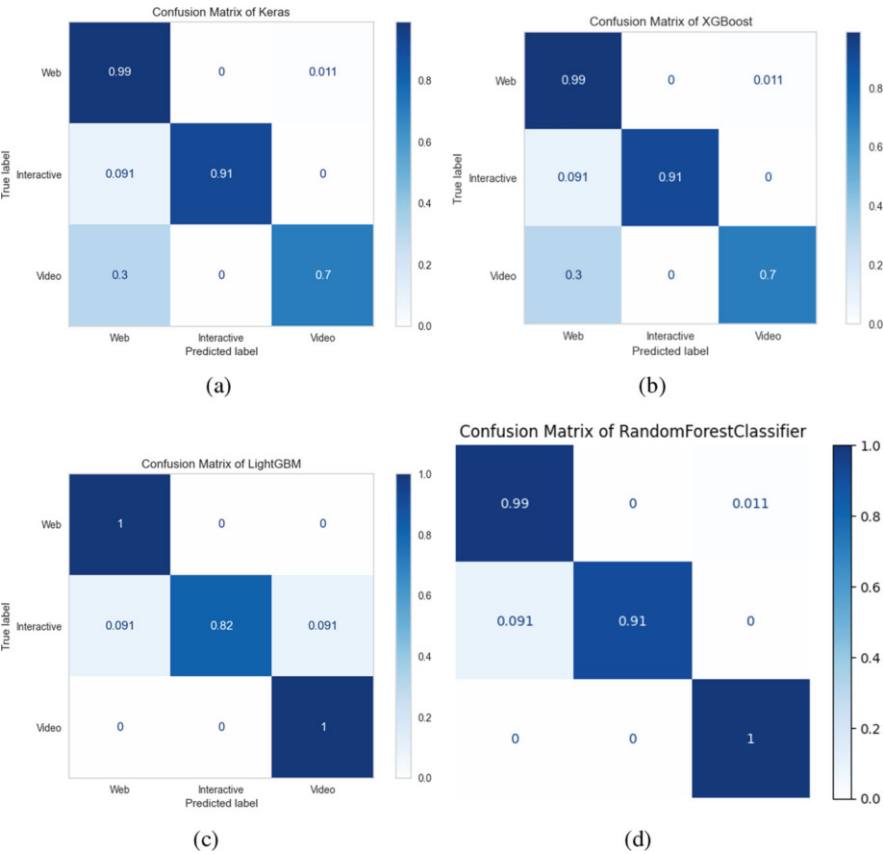 Confusion Matrix of Keras
True label
Web
0.99 0 0.011
Interactive
0.091 0.91 0
Video
0.3 0 0.7
Web Interactive Video
Predicted label
0.8
0.6
0.4
0.2
0.0
(a)
Confusion Matrix of XGBoost
True label
Web
0.99 0 0.011
Interactive
0.091 0.91 0
Video
0.3 0 0.7
Web Interactive Video
Predicted label
0.8
0.6
0.4
0.2
0.0
(b)
Confusion Matrix of LightGBM
True label
Web
1 0 0
Interactive
0.091 0.82 0.091
Video
0 0 1
Web Interactive Video
Predicted label
1.0
0.8
0.6
0.4
0.2
0.0
(c)
Confusion Matrix of RandomForestClassifier
0.99 0 0.011
0.091 0.91 0
0 0 1
1.0
0.8
0.6
0.4
0.2
0.0
(d)